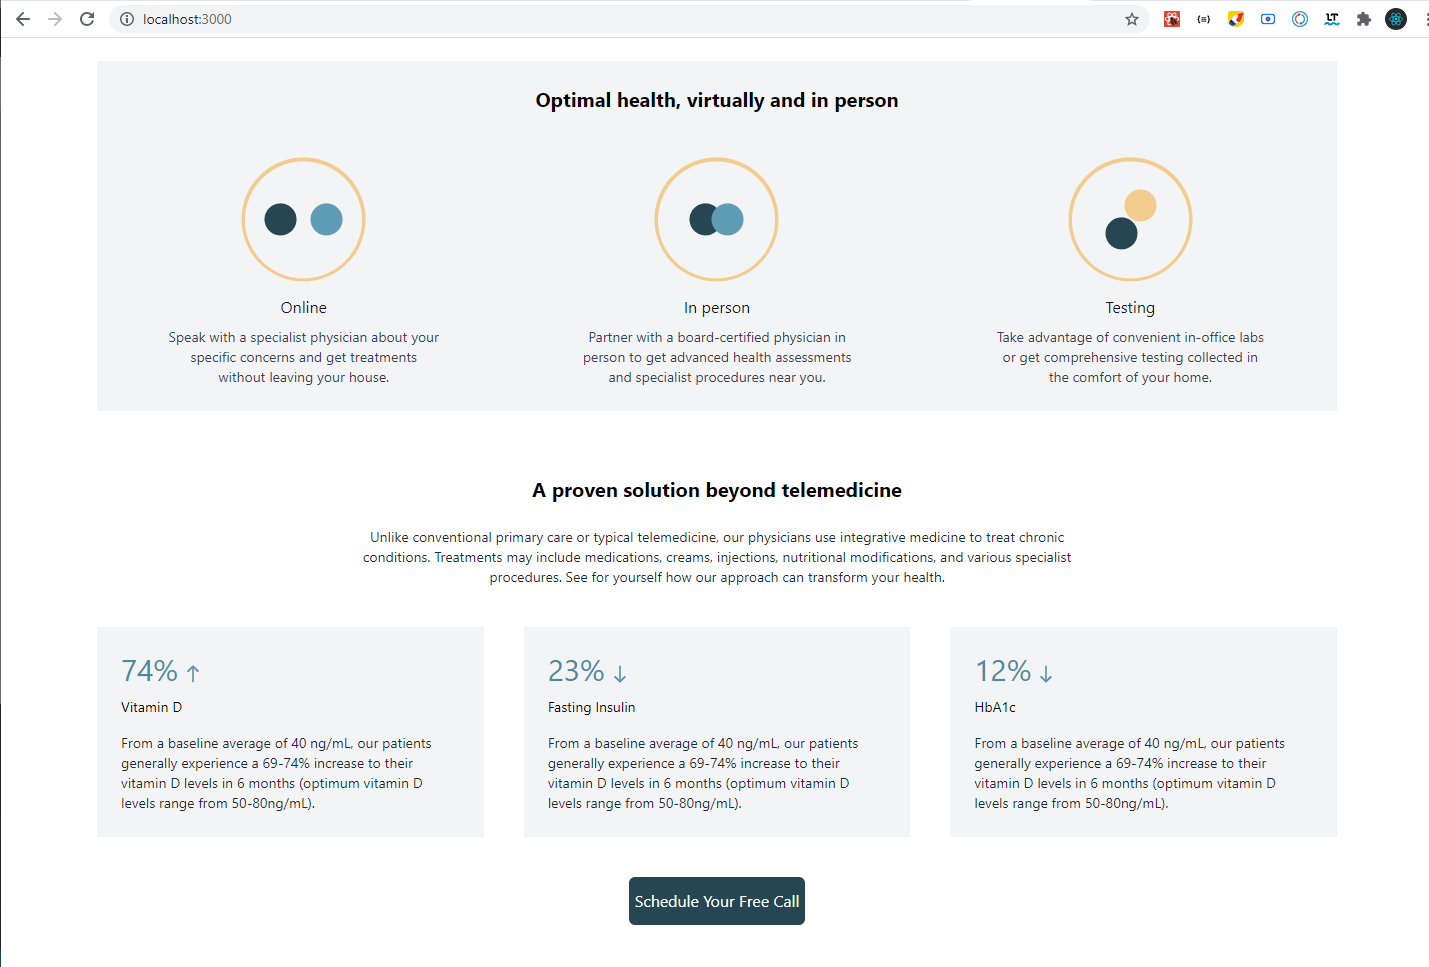 localhost:3000
Optimal health, virtually and in person
Online
Speak with a specialist physician about your
specific concerns and get treatments
without leaving your house.
In person
Partner with a board-certified physician in
person to get advanced health assessments
and specialist procedures near you.
Testing
Take advantage of convenient in-office labs
or get comprehensive testing collected in
the comfort of your home.
A proven solution beyond telemedicine
Unlike conventional primary care or typical telemedicine, our physicians use integrative medicine to treat chronic
conditions. Treatments may include medications, creams, injections, nutritional modifications, and various specialist
procedures. See for yourself how our approach can transform your health.
74% ↑
Vitamin D
From a baseline average of 40 ng/mL, our patients
generally experience a 69-74% increase to their
vitamin D levels in 6 months (optimum vitamin D
levels range from 50-80ng/mL).
23% ↓
Fasting Insulin
From a baseline average of 40 ng/mL, our patients
generally experience a 69-74% increase to their
vitamin D levels in 6 months (optimum vitamin D
levels range from 50-80ng/mL).
12% ↓
HbA1c
From a baseline average of 40 ng/mL, our patients
generally experience a 69-74% increase to their
vitamin D levels in 6 months (optimum vitamin D
levels range from 50-80ng/mL).
Schedule Your Free Call